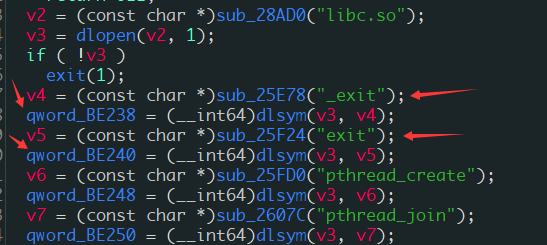 v2 = (const char *)sub_28AD0("libc.so");
v3 = dlopen(v2, 1);
if ( !v3 )
exit(1);
v4 = (const char *)sub_25E78("_exit");
qword_BE238 = (__int64)dlsym(v3, v4);
v5 = (const char *)sub_25F24("exit");
qword_BE240 = (__int64)dlsym(v3, v5);
v6 = (const char *)sub_25FD0("pthread_create");
qword_BE248 = (__int64)dlsym(v3, v6);
v7 = (const char *)sub_2607C("pthread_join");
qword_BE250 = (__int64)dlsym(v3, v7);